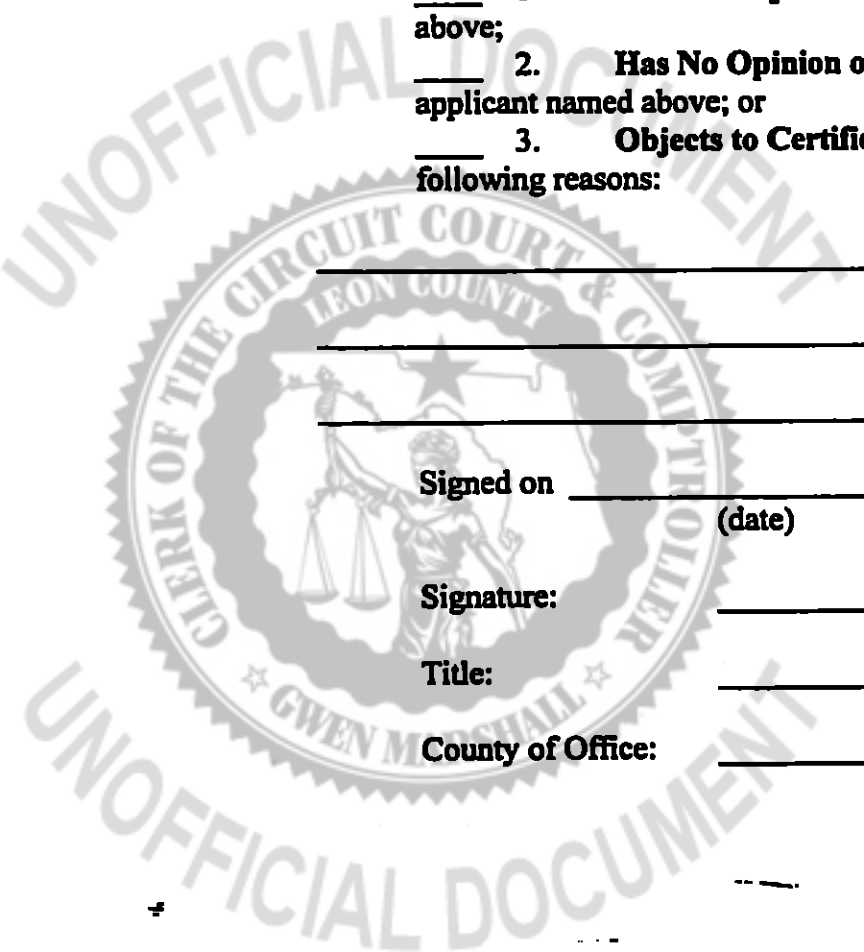 above;
2. Has No Opinion o
applicant named above; or
3. Objects to Certific
following reasons:
Signed on
(date)
Signature:
Title:
County of Office:
UNOFFICIAL DOCUMENT
CLERK OF THE CIRCUIT COURT & COMPTROLLER
LEON COUNTY
GWEN MARSHALL
UNOFFICIAL DOCUMENT